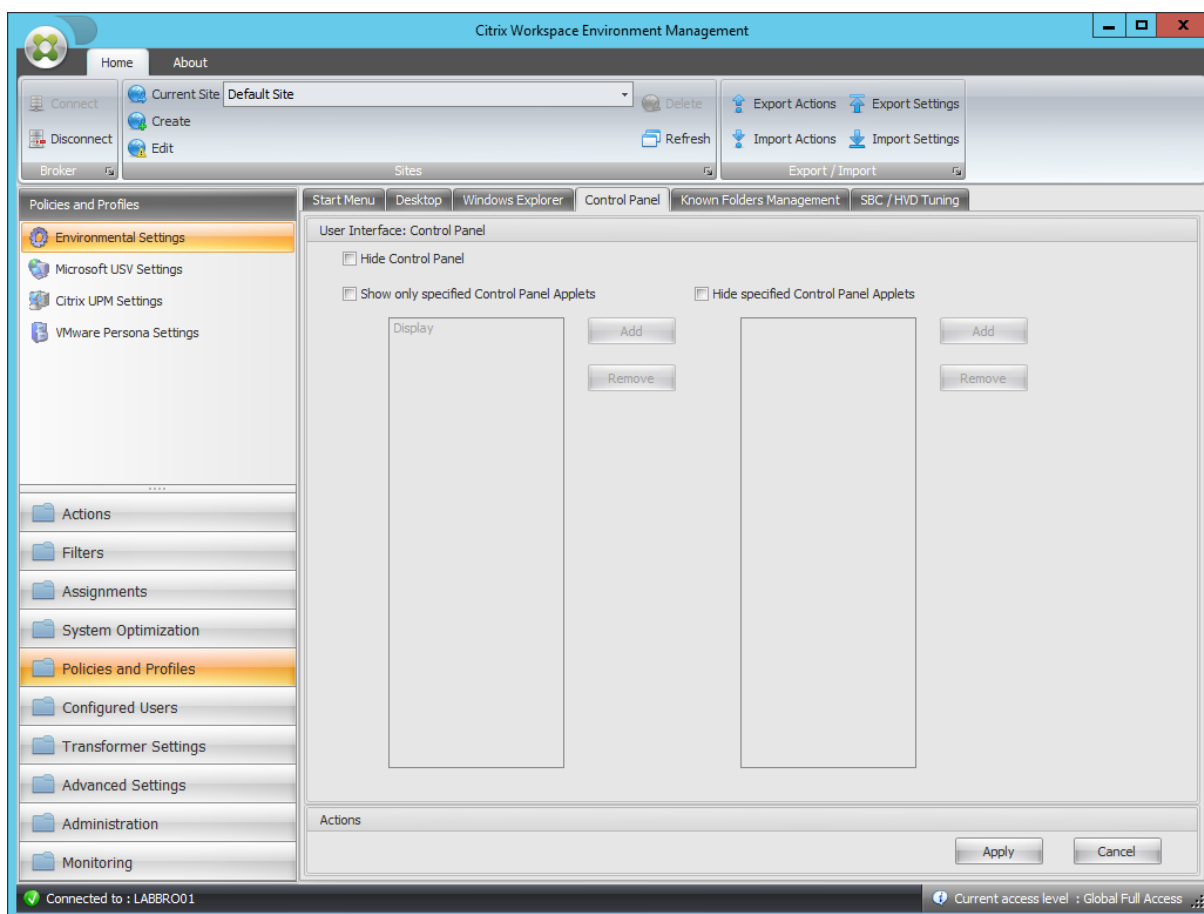 Citrix Workspace Environment Management
Home About
Connect
Disconnect
Broker
Current Site Default Site
Create
Edit
Delete
Refresh
Sites
Export Actions Export Settings
Import Actions Import Settings
Export / Import
Policies and Profiles
Environmental Settings
Microsoft USV Settings
Citrix UPM Settings
VMware Persona Settings
Actions
Filters
Assignments
System Optimization
Policies and Profiles
Configured Users
Transformer Settings
Advanced Settings
Administration
Monitoring
Start Menu Desktop Windows Explorer Control Panel Known Folders Management SBC / HVD Tuning
User Interface: Control Panel
Hide Control Panel
Show only specified Control Panel Applets
Hide specified Control Panel Applets
Display
Add
Remove
Add
Remove
Actions
Apply Cancel
Connected to : LABBRO01
Current access level : Global Full Access